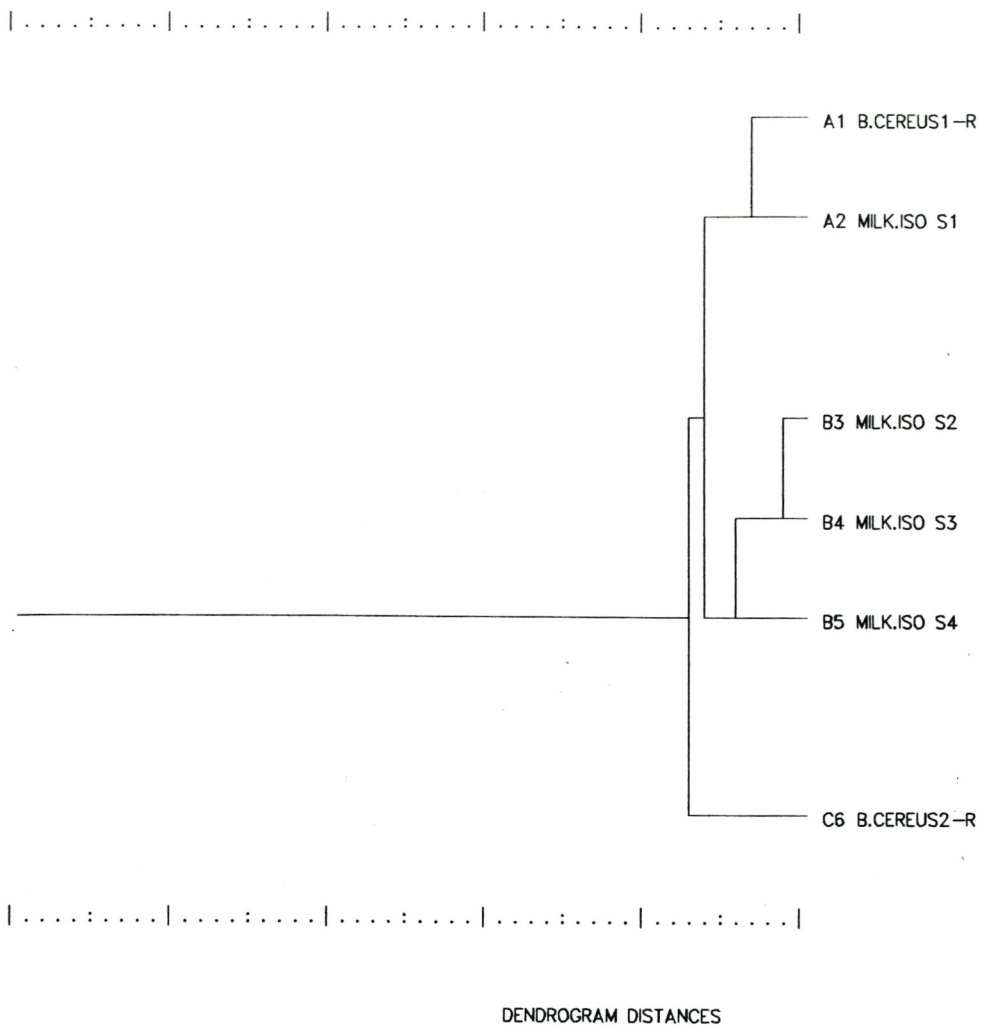 |....:....|....:....|....:....|....:....|....:....|
A1 B.CEREUS1-R
A2 MILK.ISO S1
B3 MILK.ISO S2
B4 MILK.ISO S3
B5 MILK.ISO S4
C6 B.CEREUS2-R
|....:....|....:....|....:....|....:....|....:....|
DENDROGRAM DISTANCES